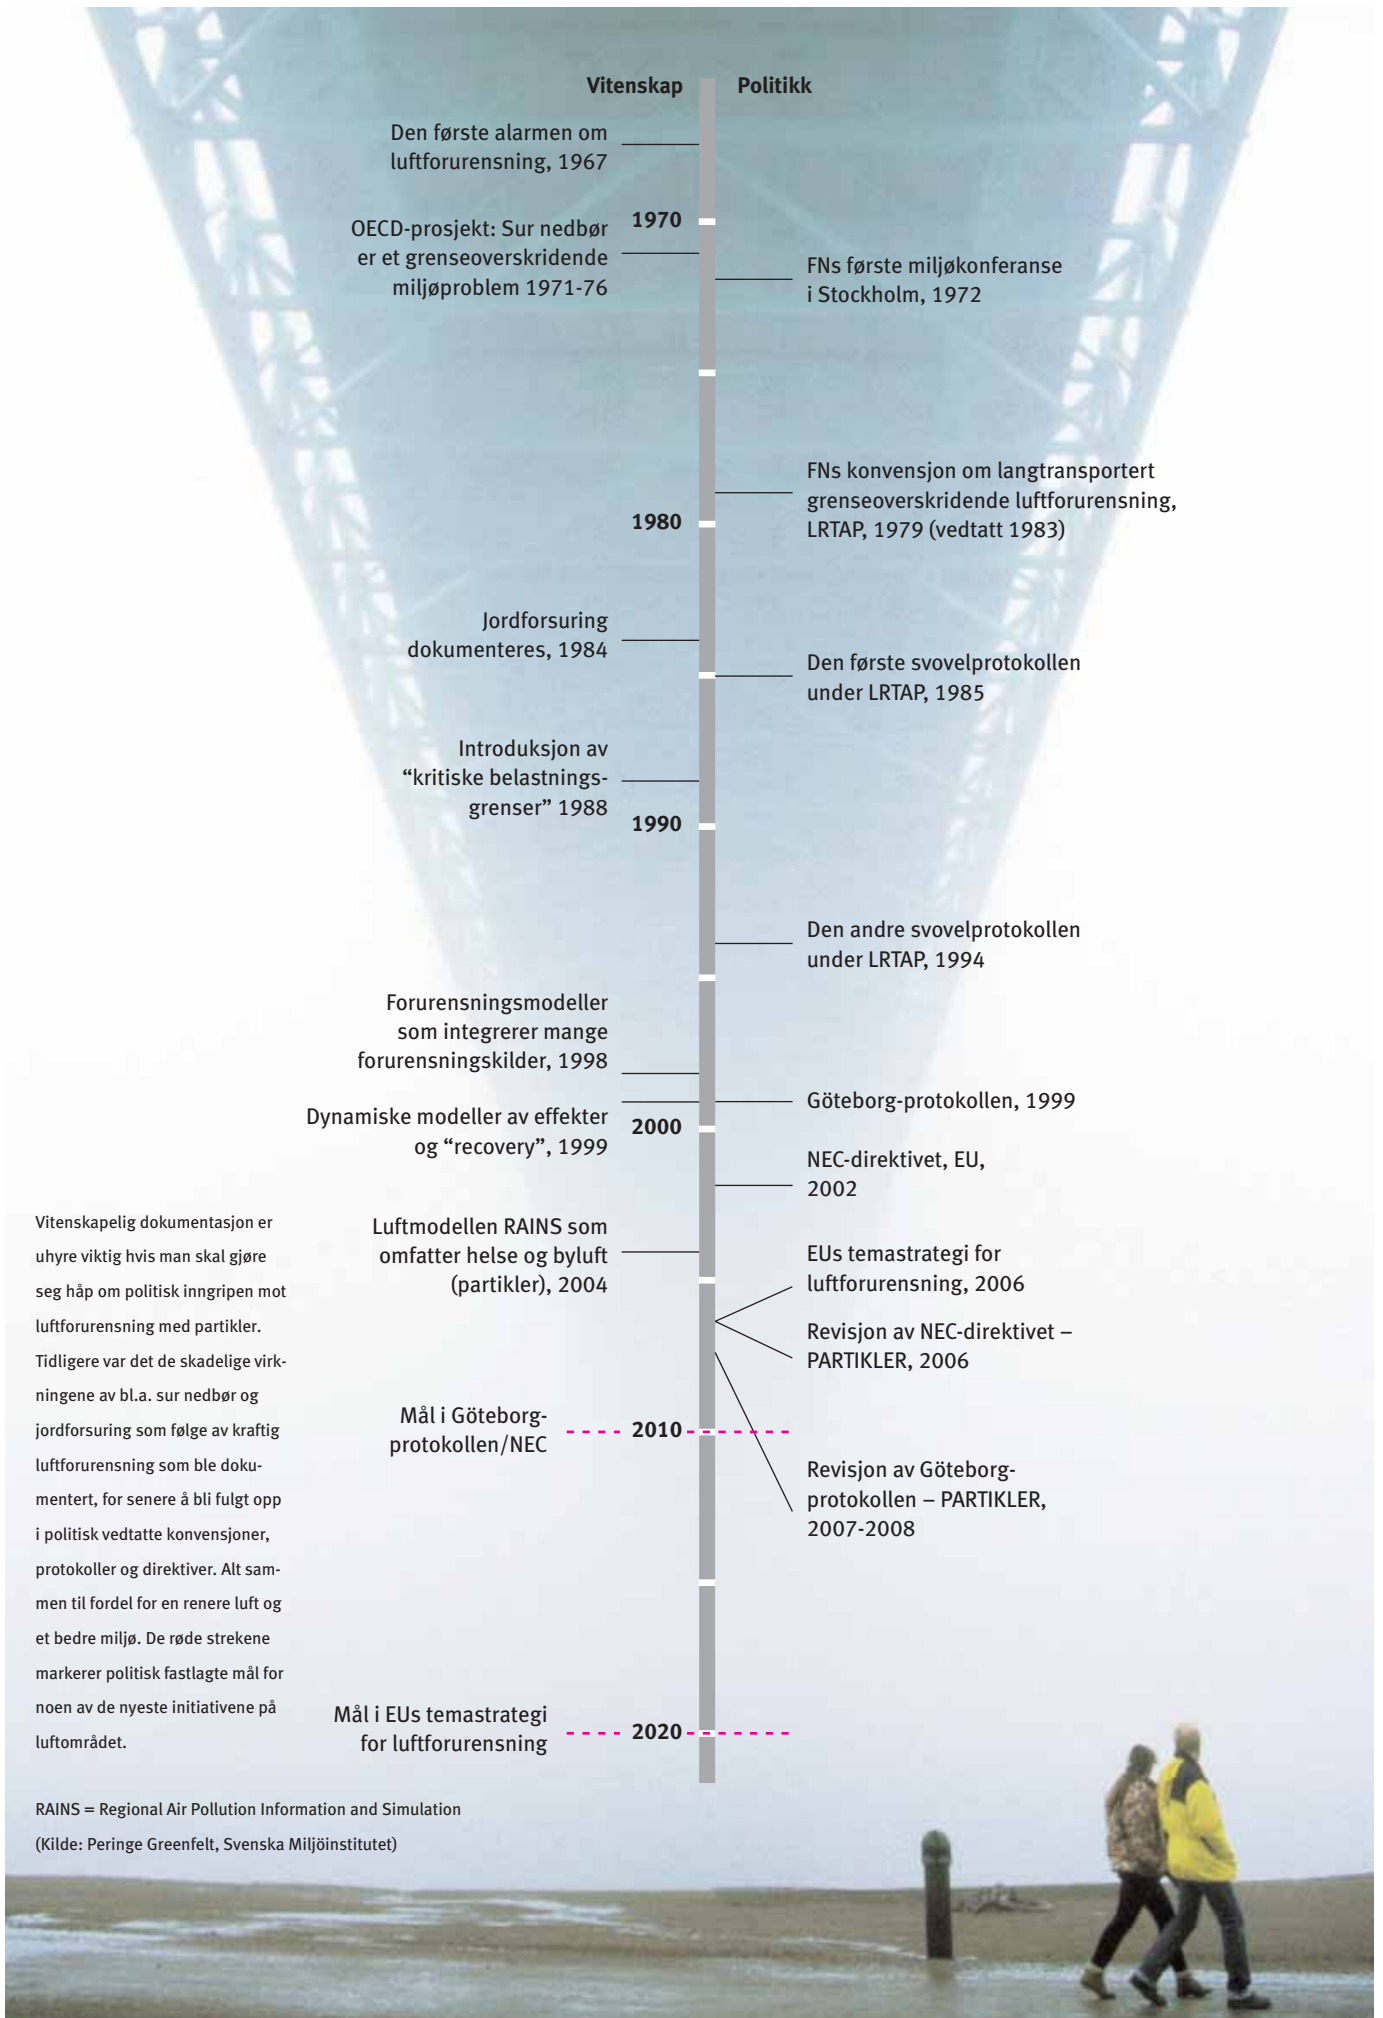 Vitenskap
Politikk
Den første alarmen om
luftforurensning, 1967
1970
OECD-prosjekt: Sur nedbør
er et grenseoverskridende
miljøproblem 1971-76
FNs første miljøkonferanse
i Stockholm, 1972
FNs konvensjon om langtransportert
grenseoverskridende luftforurensning,
LRTAP, 1979 (vedtatt 1983)
1980
Jordforsuring
dokumenteres, 1984
Den første svovelprotokollen
under LRTAP, 1985
Introduksjon av
“kritiske belastnings-
grenser” 1988
1990
Den andre svovelprotokollen
under LRTAP, 1994
Forurensningsmodeller
som integrerer mange
forurensningskilder, 1998
Göteborg-protokollen, 1999
Dynamiske modeller av effekter
og “recovery”, 1999
2000
NEC-direktivet, EU,
2002
Luftmodellen RAINS som
omfatter helse og byluft
(partikler), 2004
EUs temastrategi for
luftforurensning, 2006
Revisjon av NEC-direktivet –
PARTIKLER, 2006
Mål i Göteborg-
protokollen/NEC
2010
Revisjon av Göteborg-
protokollen – PARTIKLER,
2007-2008
Mål i EUs temastrategi
for luftforurensning
2020
Vitenskapelig dokumentasjon er
uhyre viktig hvis man skal gjøre
seg håp om politisk inngripen mot
luftforurensning med partikler.
Tidligere var det de skadelige virk-
ningene av bl.a. sur nedbør og
jordforsuring som følge av kraftig
luftforurensning som ble doku-
mentert, for senere å bli fulgt opp
i politisk vedtatte konvensjoner,
protokoller og direktiver. Alt sam-
men til fordel for en renere luft og
et bedre miljø. De røde strekene
markerer politisk fastlagte mål for
noen av de nyeste initiativene på
luftområdet.
RAINS = Regional Air Pollution Information and Simulation
(Kilde: Peringe Greenfelt, Svenska Miljöinstitutet)